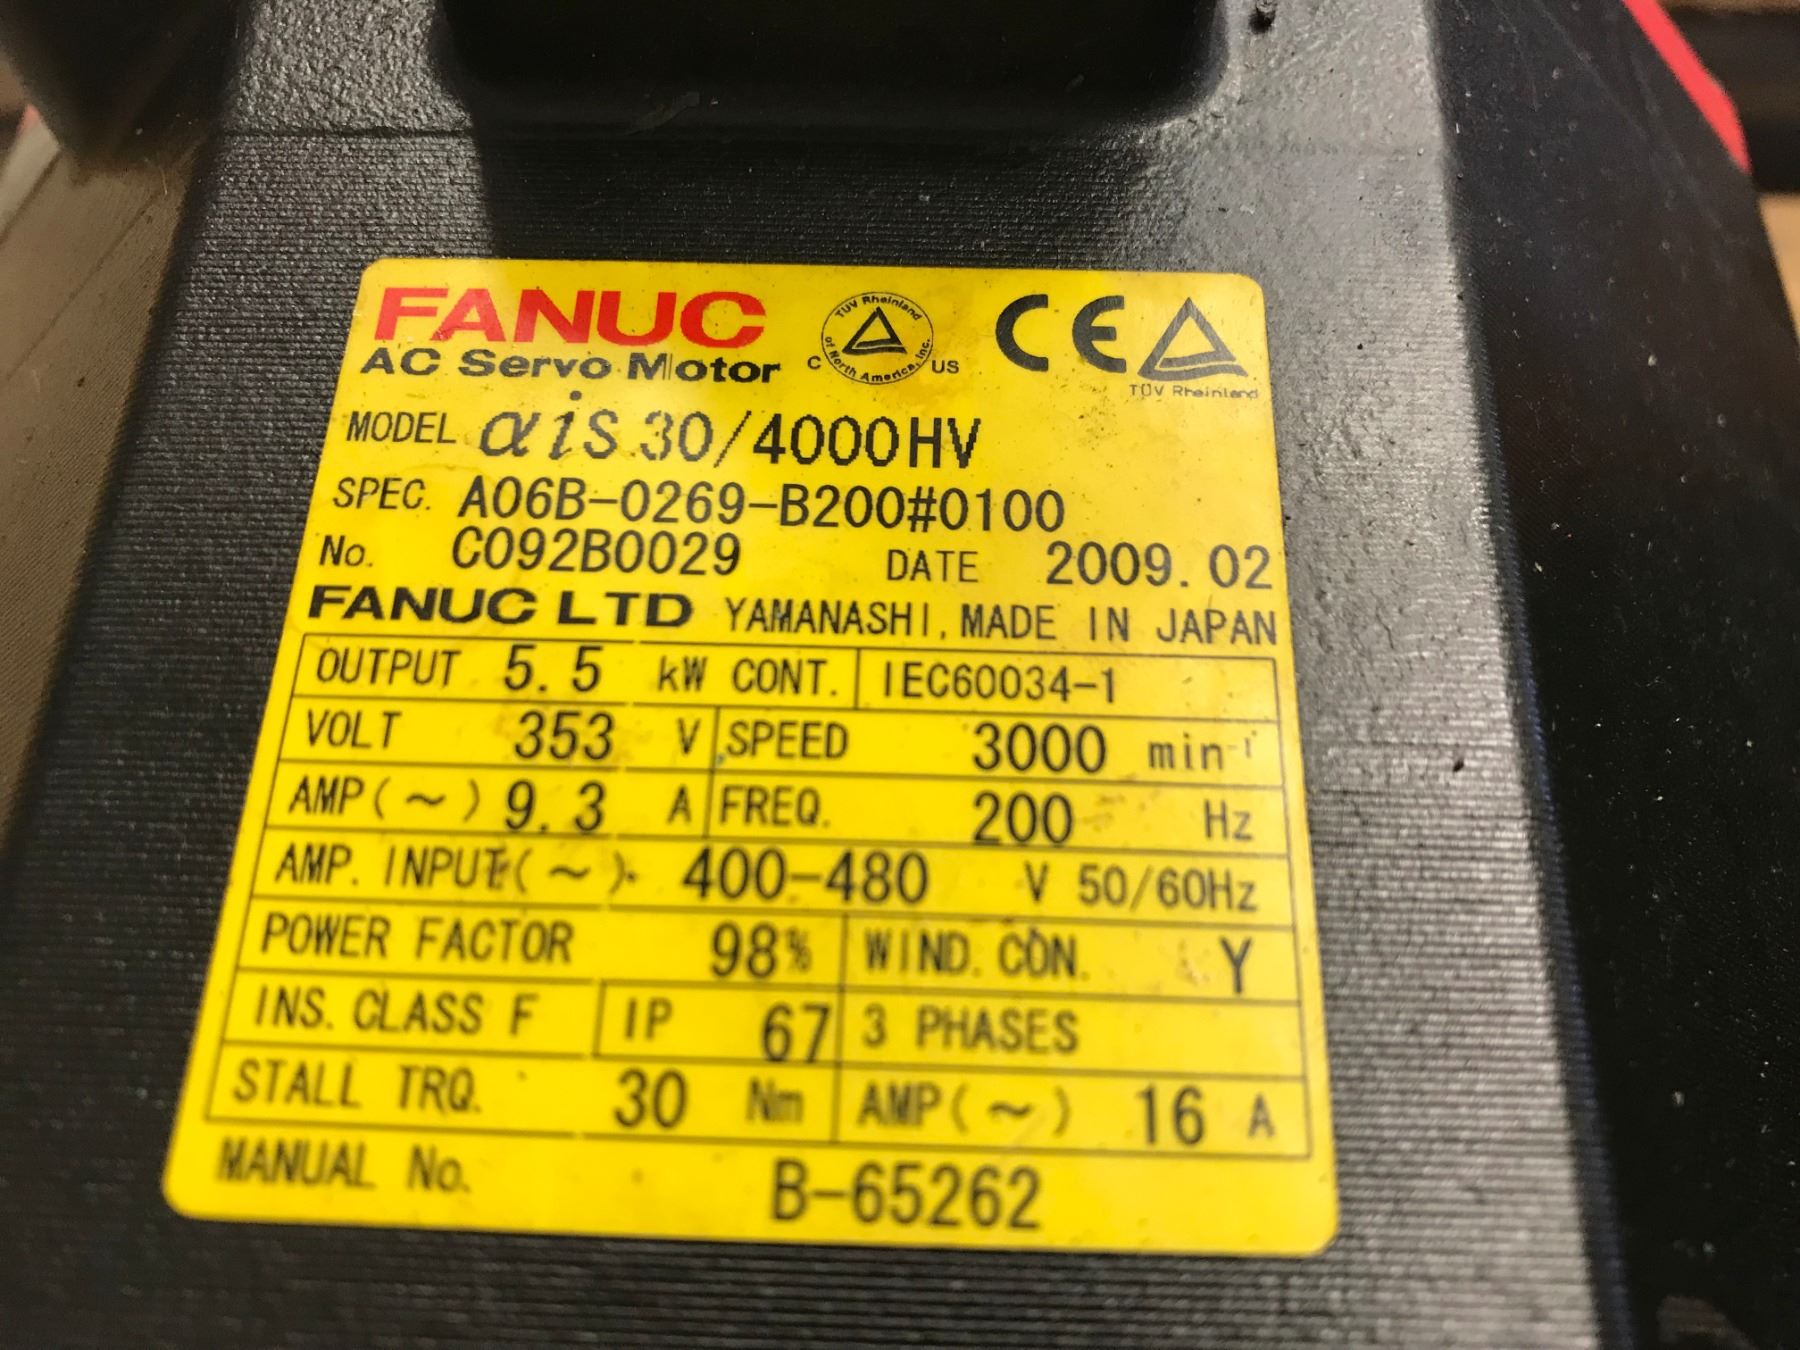 FANUC
AC Servo Motor
TÜV Rheinland of North America, Inc.
C US
CE
TÜV Rheinland
MODEL αiS 30/4000HV
SPEC. A06B-0269-B200#0100
No. C092B0029 DATE 2009.02
FANUC LTD YAMANASHI, MADE IN JAPAN
OUTPUT 5.5 kW CONT. IEC60034-1
VOLT 353 V SPEED 3000 min-1
AMP(~) 9.3 A FREQ. 200 Hz
AMP. INPUT(~) 400-480 V 50/60Hz
POWER FACTOR 98% WIND. CON. Y
INS. CLASS F IP 67 3 PHASES
STALL TRQ. 30 Nm AMP(~) 16 A
MANUAL No. B-65262